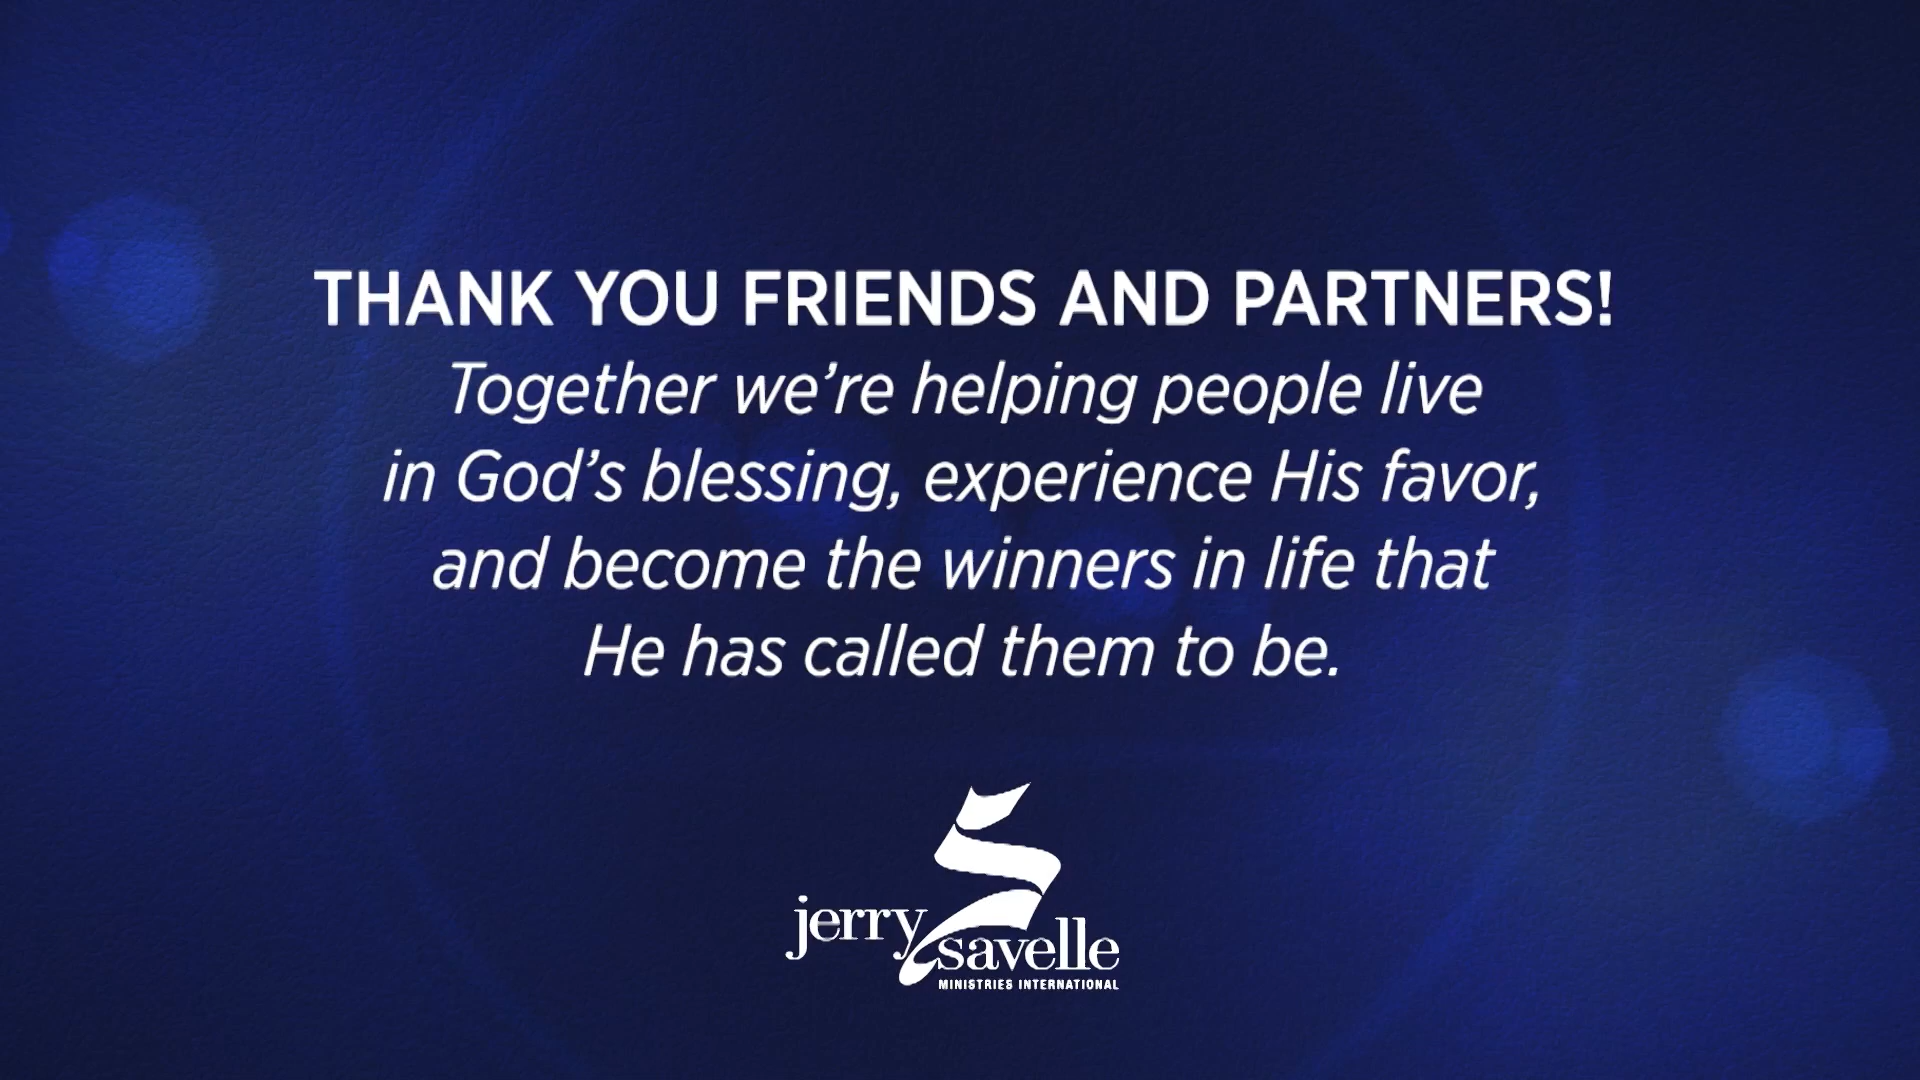 THANK YOU FRIENDS AND PARTNERS!
Together we’re helping people live
in God’s blessing, experience His favor,
and become the winners in life that
He has called them to be.
jerry savelle
MINISTRIES INTERNATIONAL